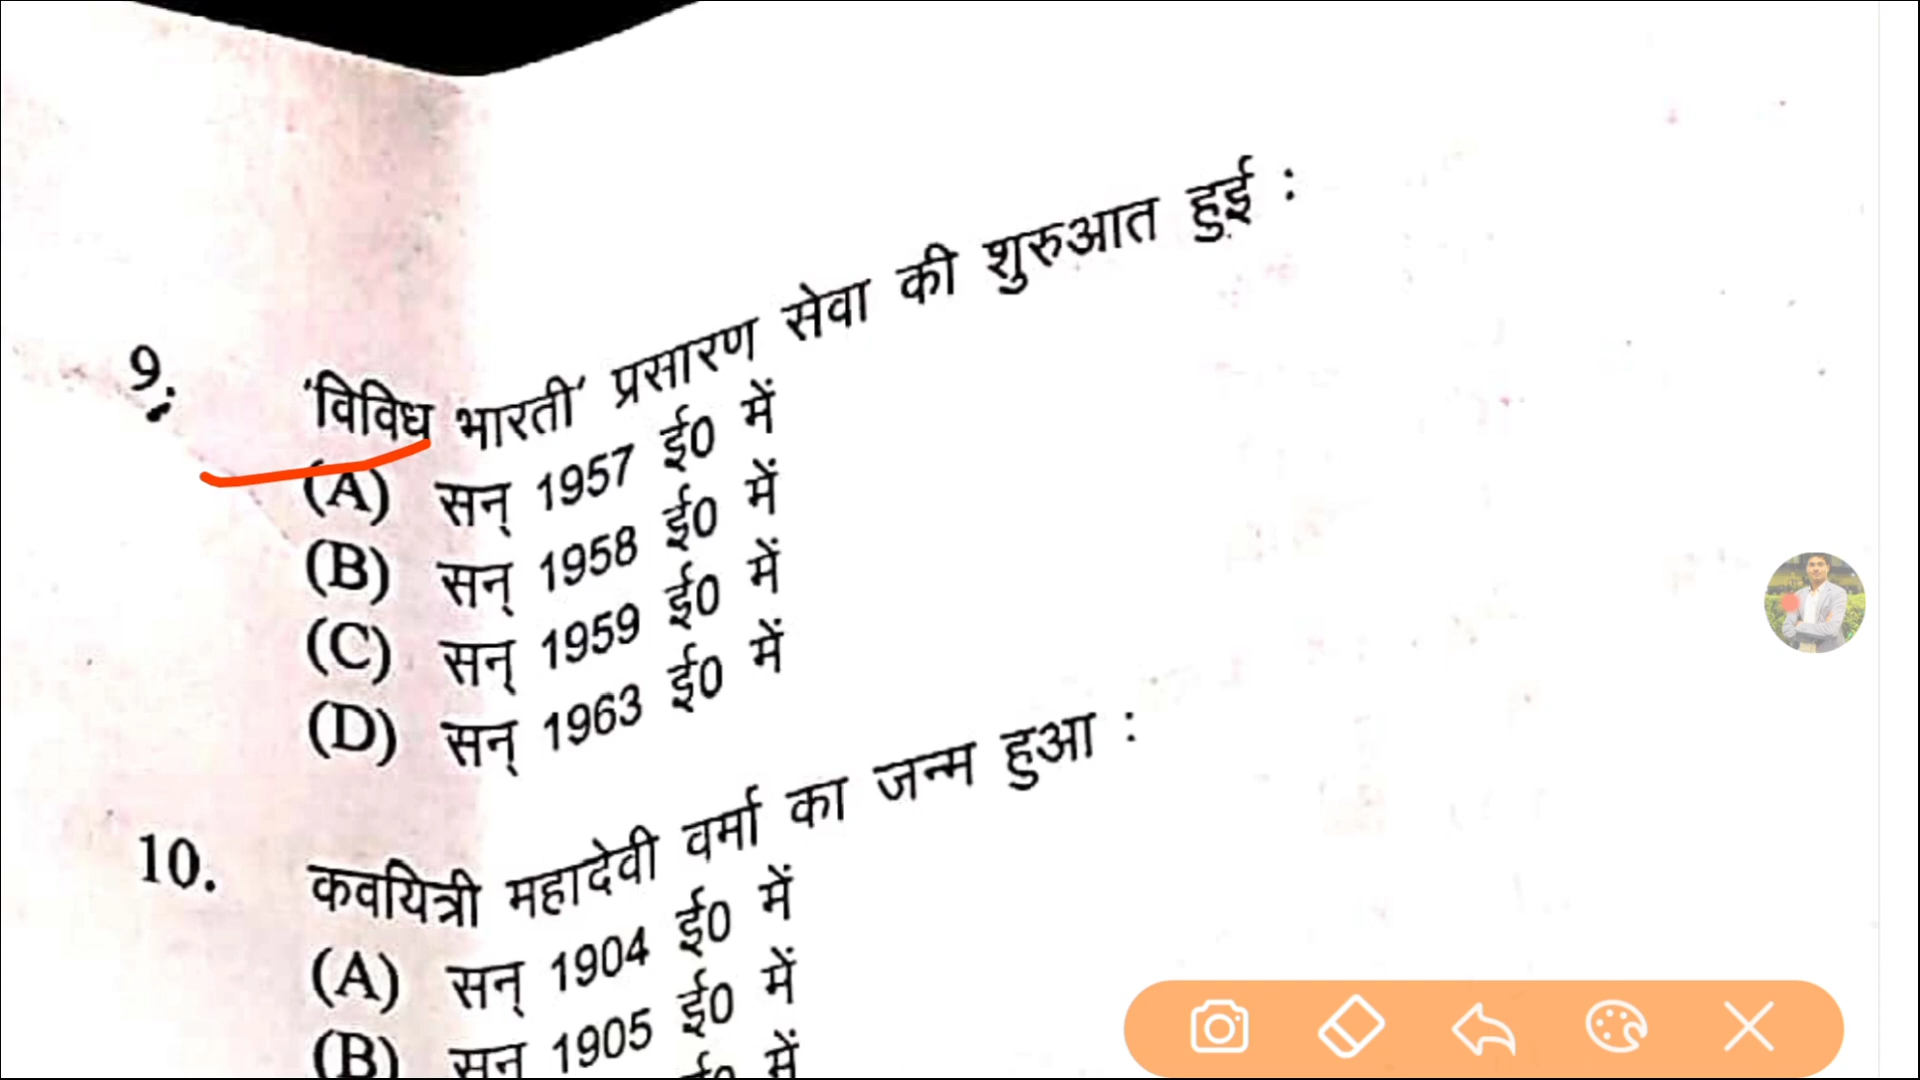 9. 'विविध भारती' प्रसारण सेवा की शुरुआत हुई :
(A) सन् 1957 ई0 में
(B) सन् 1958 ई0 में
(C) सन् 1959 ई0 में
(D) सन् 1963 ई0 में
10. कवयित्री महादेवी वर्मा का जन्म हुआ :
(A) सन् 1904 ई0 में
(B) सन् 1905 ई0 में
ई0 में